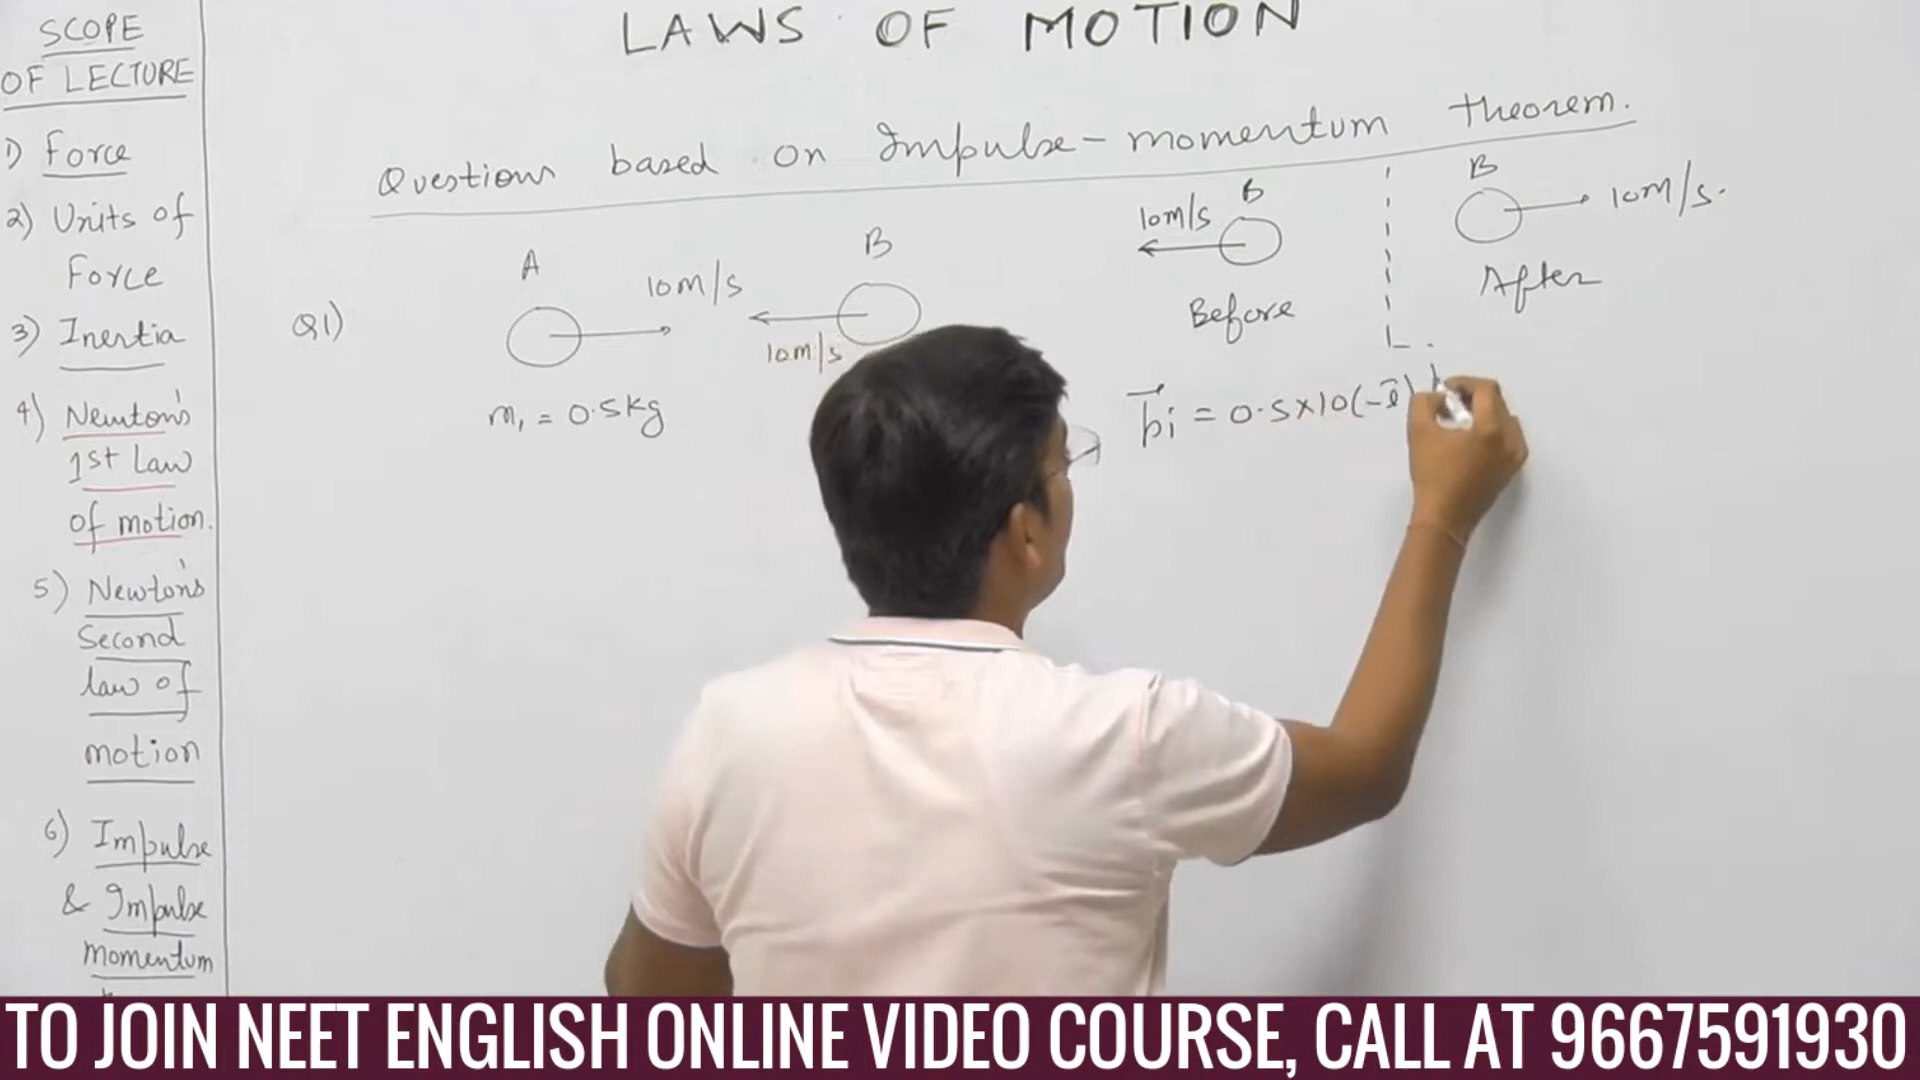 LAWS OF MOTION
SCOPE
OF LECTURE
1) Force
2) Units of
Force
3) Inertia
4) Newton's
1st Law
of motion.
5) Newton's
Second
law of
motion
6) Impulse
& Impulse
Momentum
Questions based on Impulse-momentum theorem.
Q1)
A
10m/s
B
10m/s
m₁ = 0.5kg
10m/s
B
Before
B
10m/s.
After
pi = 0.5×10(-i)
TO JOIN NEET ENGLISH ONLINE VIDEO COURSE, CALL AT 9667591930